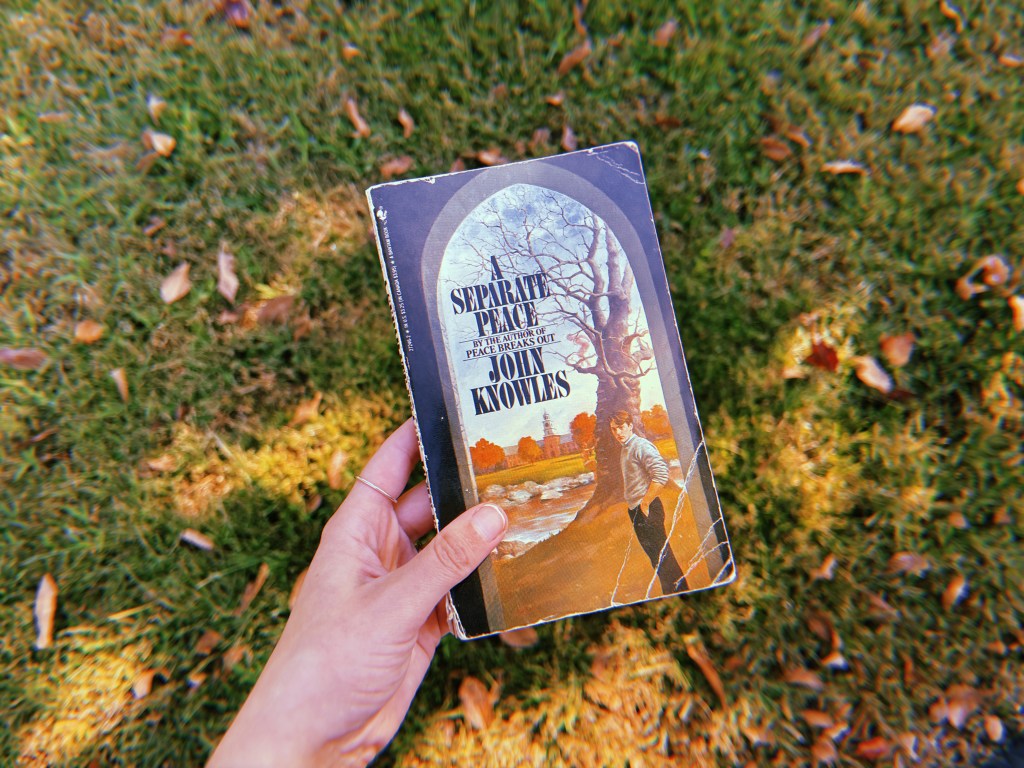 A
SEPARATE
PEACE
BY THE AUTHOR OF
PEACE BREAKS OUT
JOHN
KNOWLES